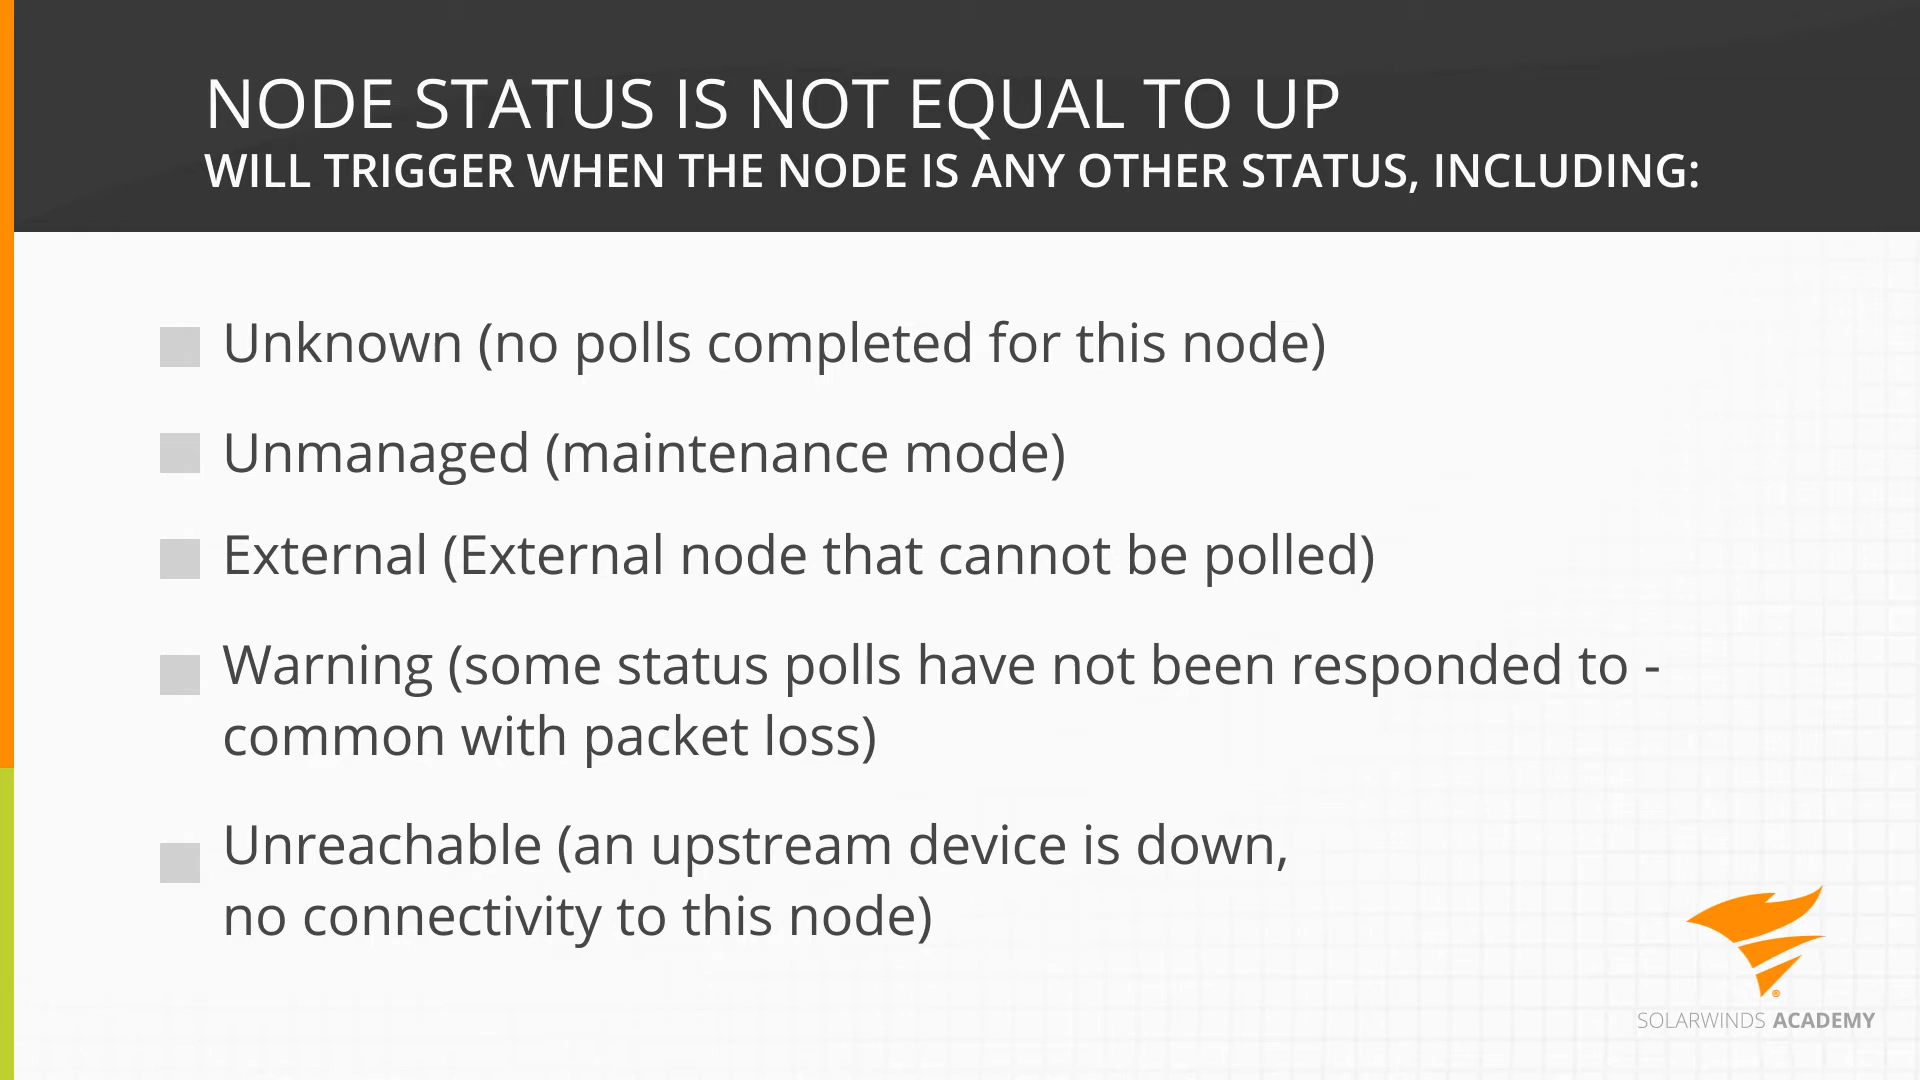 NODE STATUS IS NOT EQUAL TO UP
WILL TRIGGER WHEN THE NODE IS ANY OTHER STATUS, INCLUDING:
Unknown (no polls completed for this node)
Unmanaged (maintenance mode)
External (External node that cannot be polled)
Warning (some status polls have not been responded to -
common with packet loss)
Unreachable (an upstream device is down,
no connectivity to this node)
®
SOLARWINDS ACADEMY